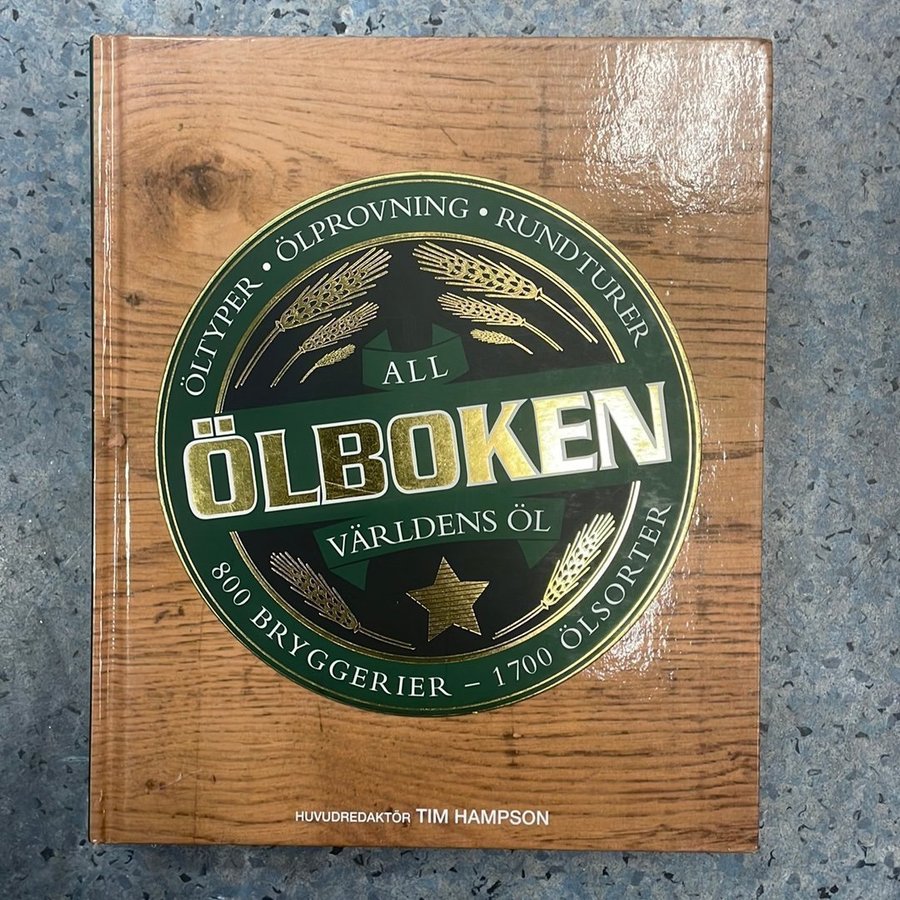 ÖLTYPER • ÖLPROVNING • RUNDTURER
ALL
ÖLBOKEN
VÄRLDENS ÖL
800 BRYGGERIER – 1700 ÖLSORTER
HUVUDREDAKTÖR TIM HAMPSON